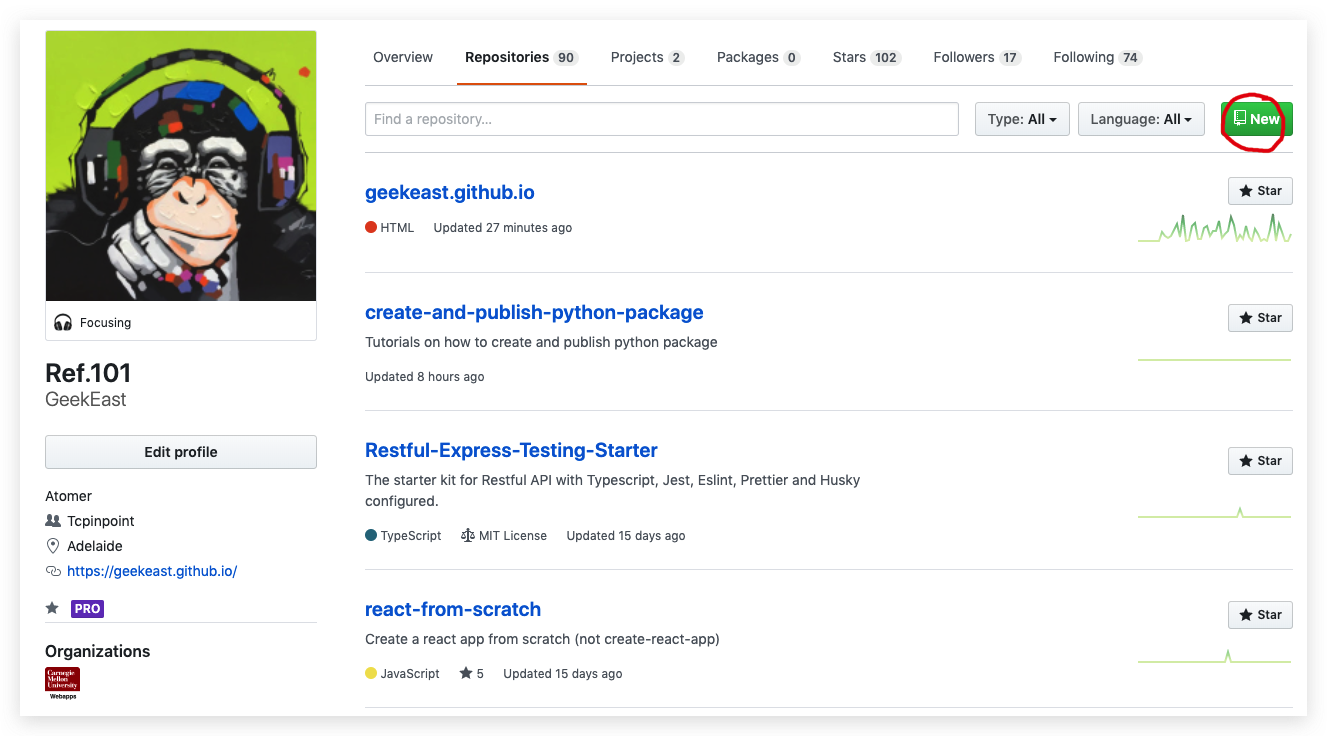 Overview Repositories 90 Projects 2 Packages 0 Stars 102 Followers 17 Following 74
Find a repository... Type: All Language: All New
Focusing
Ref.101
GeekEast
Edit profile
Atomer
Tcpinpoint
Adelaide
https://geekeast.github.io/
PRO
Organizations
Carnegie
Mellon
University
Webapps
geekeast.github.io Star
HTML Updated 27 minutes ago
create-and-publish-python-package Star
Tutorials on how to create and publish python package
Updated 8 hours ago
Restful-Express-Testing-Starter Star
The starter kit for Restful API with Typescript, Jest, Eslint, Prettier and Husky
configured.
TypeScript MIT License Updated 15 days ago
react-from-scratch Star
Create a react app from scratch (not create-react-app)
JavaScript 5 Updated 15 days ago